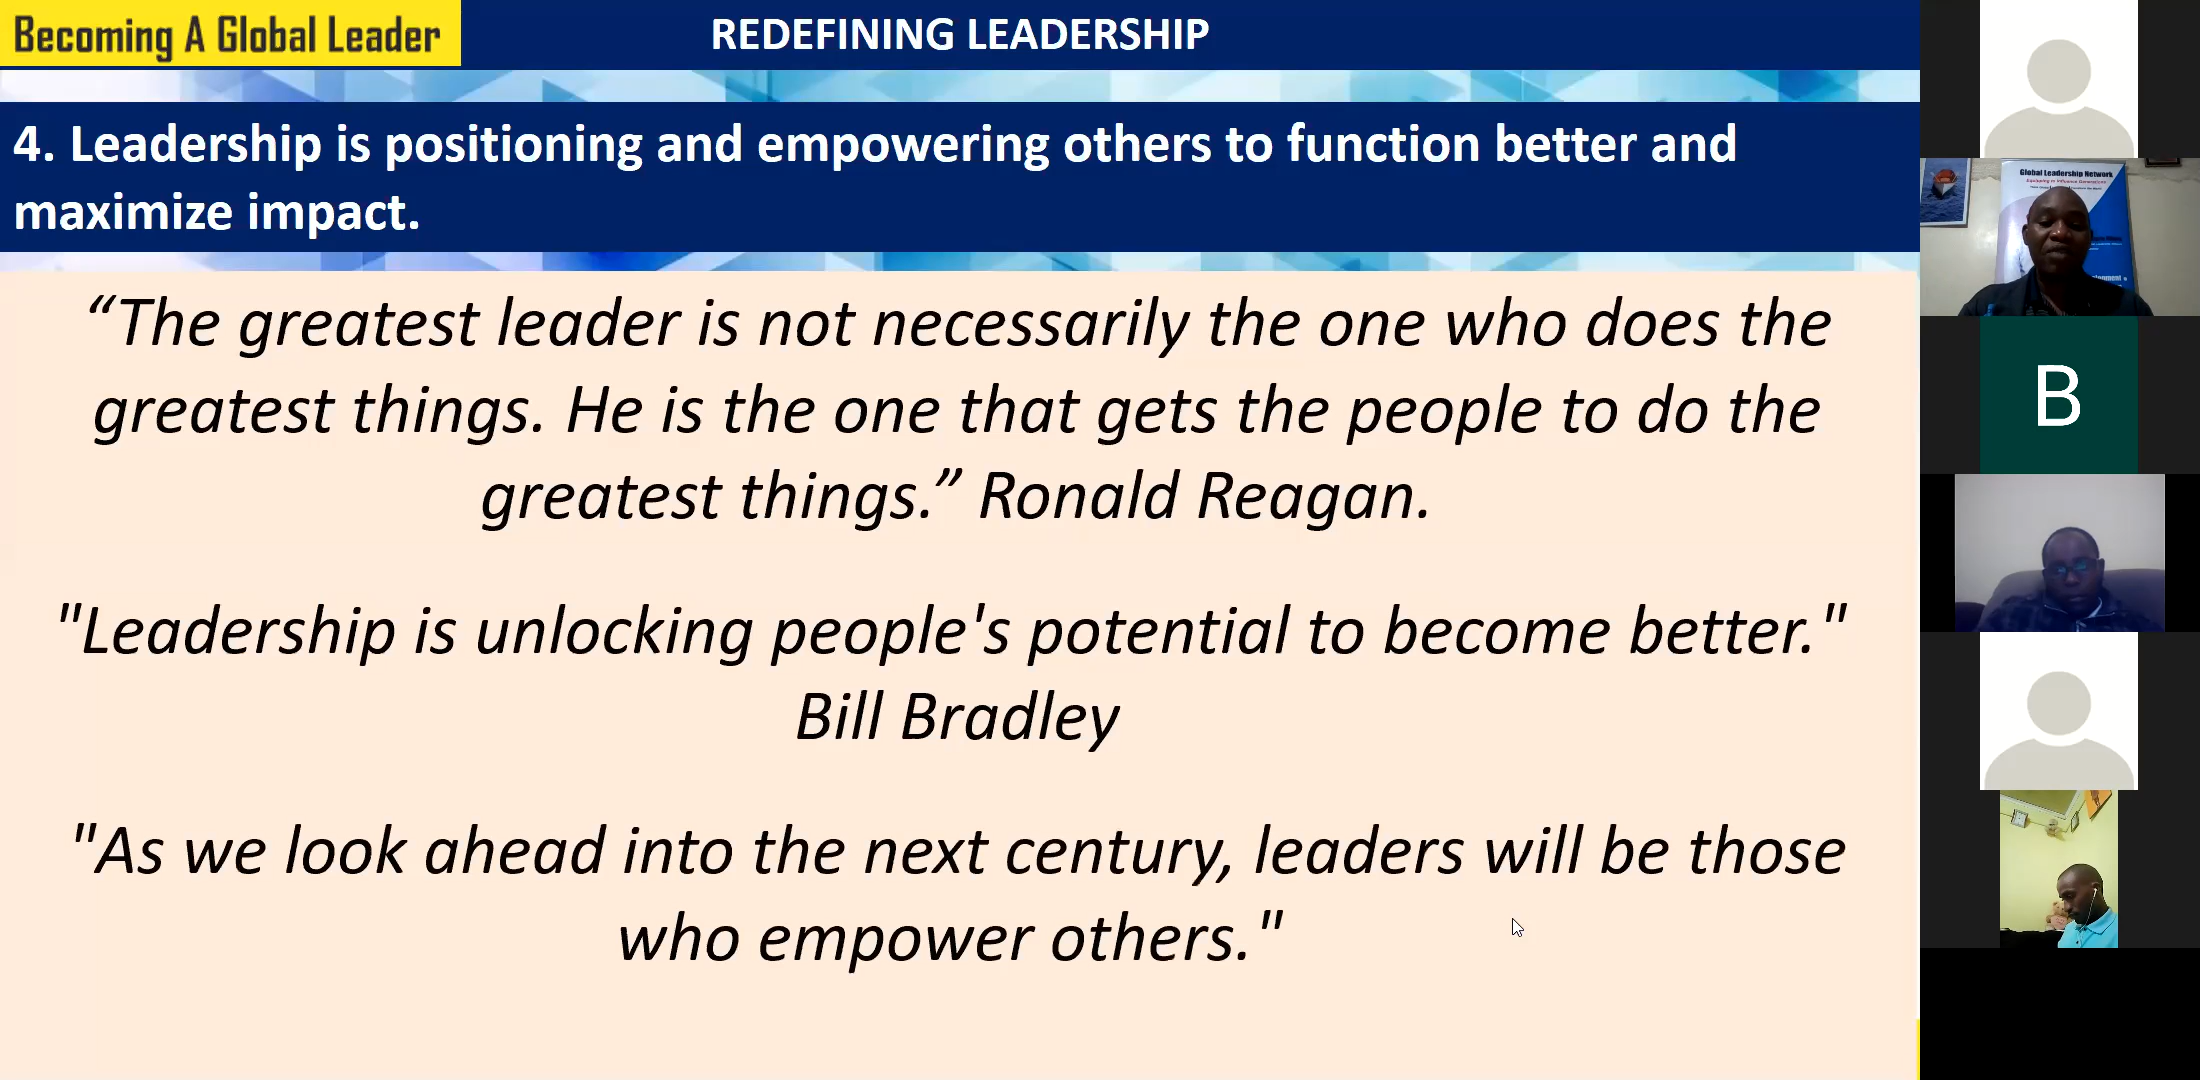 Becoming A Global Leader
REDEFINING LEADERSHIP
4. Leadership is positioning and empowering others to function better and
maximize impact.
“The greatest leader is not necessarily the one who does the
greatest things. He is the one that gets the people to do the
greatest things.” Ronald Reagan.
"Leadership is unlocking people's potential to become better."
Bill Bradley
"As we look ahead into the next century, leaders will be those
who empower others."
Global Leadership Network
B